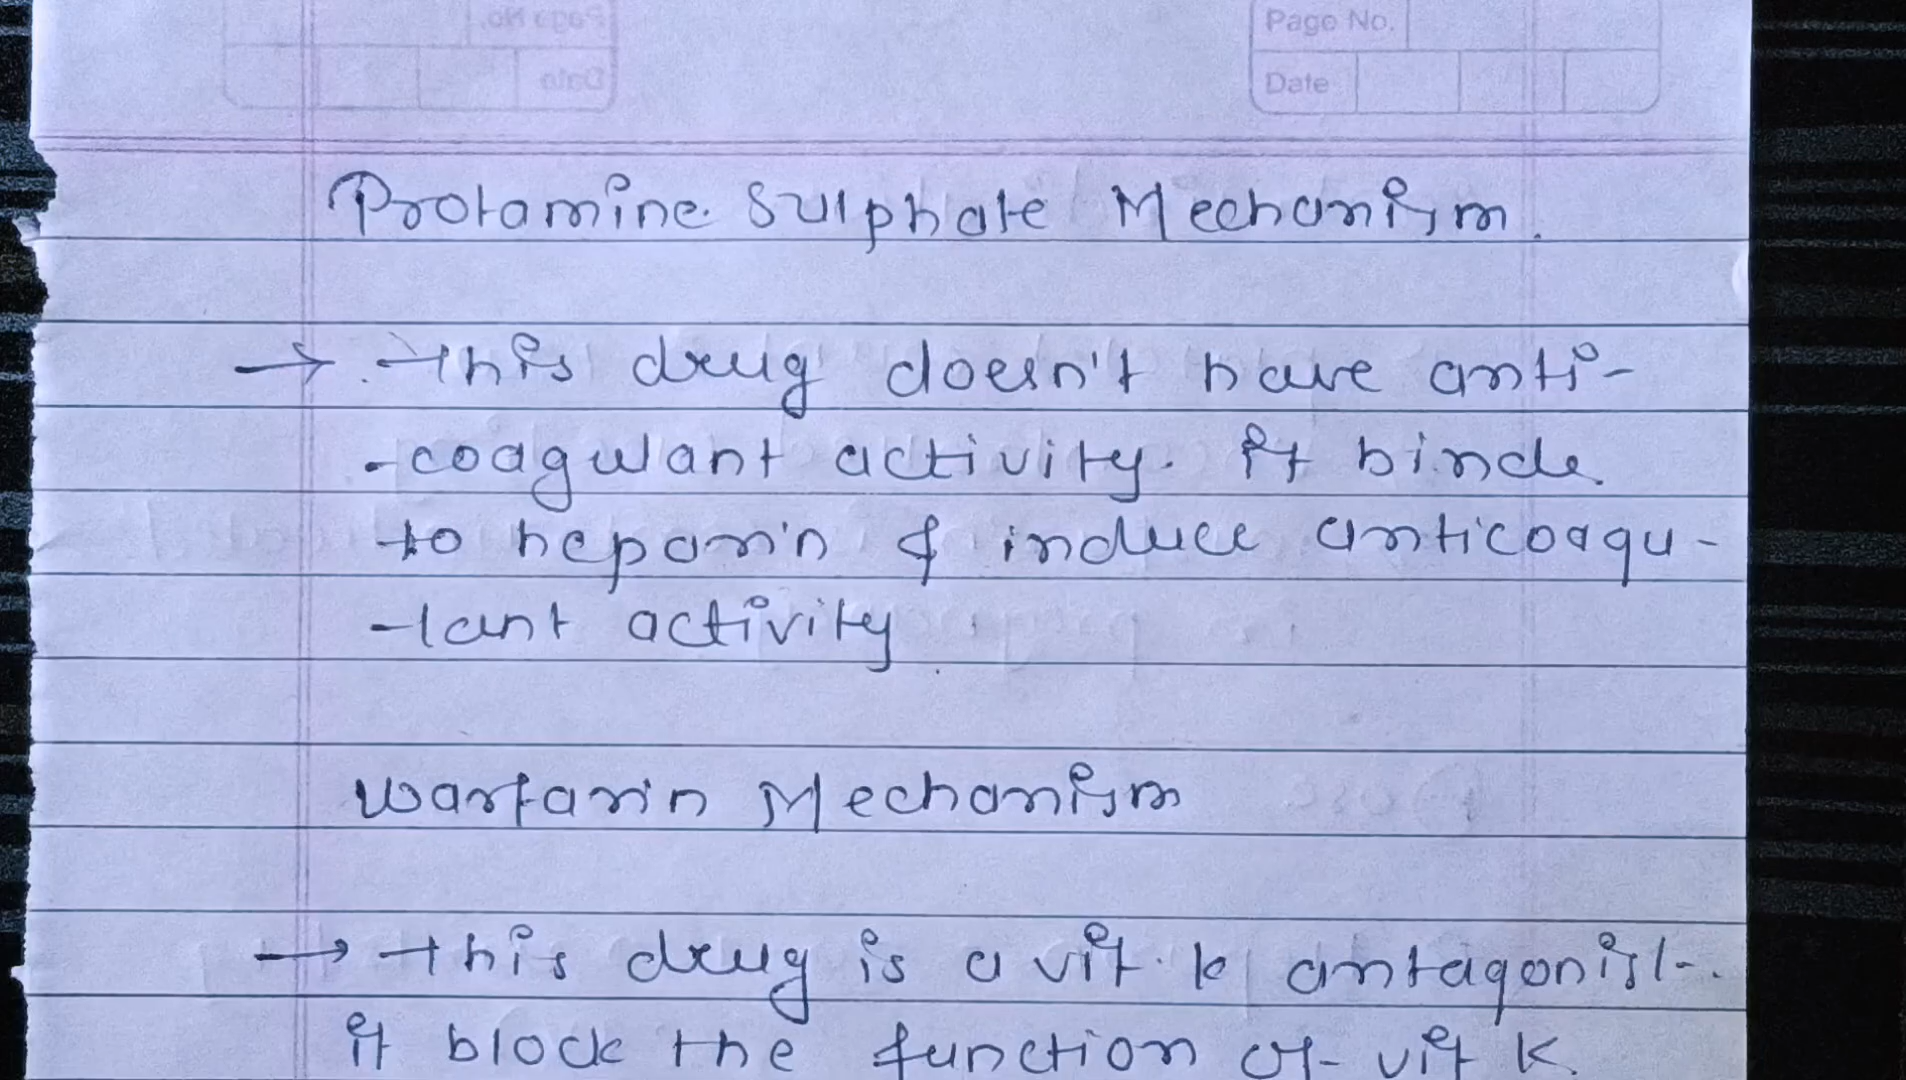 Page No.
Date
Protamine Sulphate Mechanism.
→ This drug doesn't have anti-
-coagulant activity. it binds
to heparin & induce anticoagu-
-lant activity
Warfarin Mechanism
→ This drug is a vit. k antagonist.
it block the function of vit K